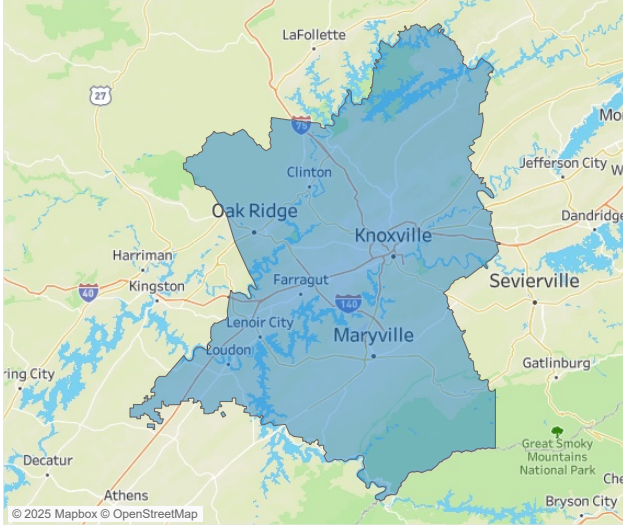 LaFollette
27
75
Mo
Jefferson City
W
Clinton
Oak Ridge
Dandridge
Knoxville
Harriman
Kingston
Farragut
Sevierville
40
140
Lenoir City
Maryville
Loudon
Gatlinburg
ring City
Great Smoky
Mountains
National Park
Decatur
Che
Athens
Bryson City
© 2025 Mapbox © OpenStreetMap